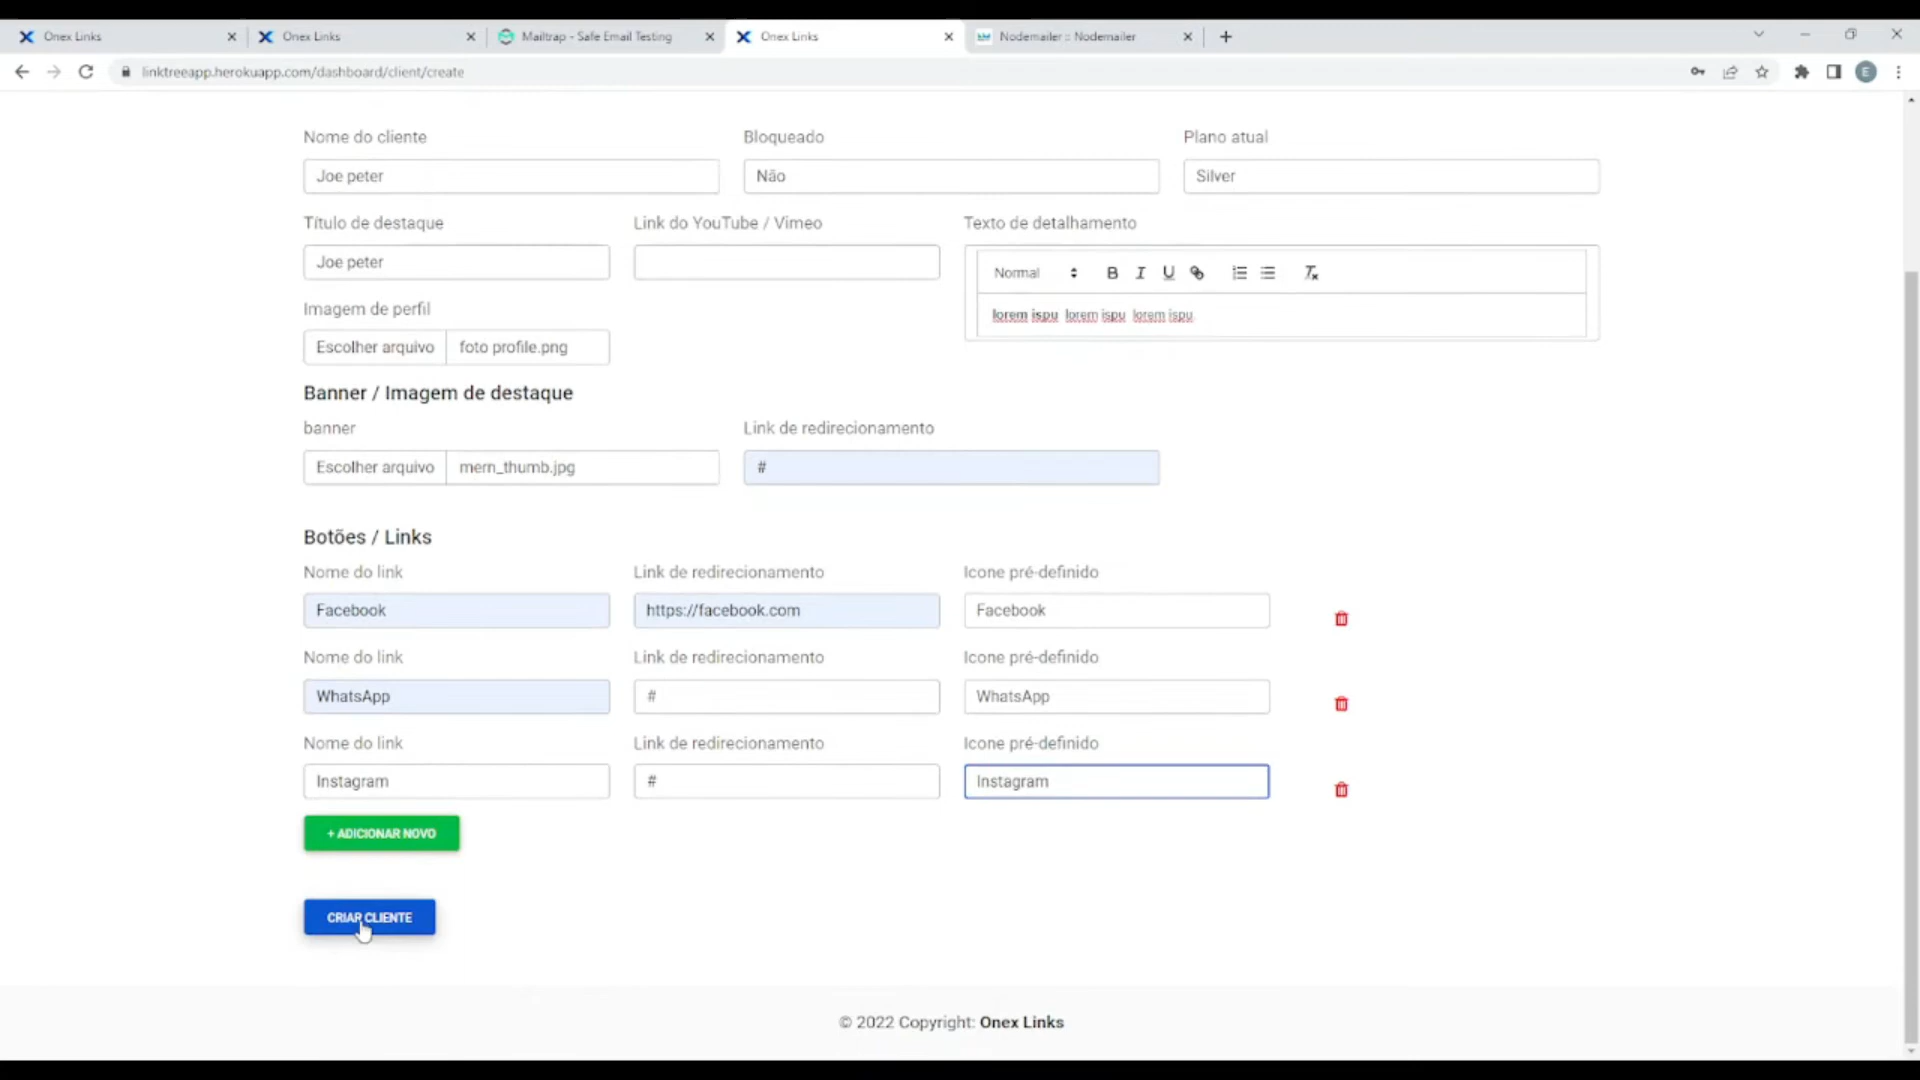 Onex Links
Onex Links
Mailtrap - Safe Email Testing
Onex Links
Nodemailer :: Nodemailer
linktreeapp.herokuapp.com/dashboard/client/create
E
Nome do cliente
Bloqueado
Plano atual
Joe peter
Não
Silver
Título de destaque
Link do YouTube / Vimeo
Texto de detalhamento
Joe peter
Normal
B I U
lorem ispu lorem ispu lorem ispu
Imagem de perfil
Escolher arquivo foto profile.png
Banner / Imagem de destaque
banner
Link de redirecionamento
Escolher arquivo mern_thumb.jpg
#
Botões / Links
Nome do link
Link de redirecionamento
Icone pré-definido
Facebook
https://facebook.com
Facebook
Nome do link
Link de redirecionamento
Icone pré-definido
WhatsApp
#
WhatsApp
Nome do link
Link de redirecionamento
Icone pré-definido
Instagram
#
Instagram
+ ADICIONAR NOVO
CRIAR CLIENTE
© 2022 Copyright: Onex Links